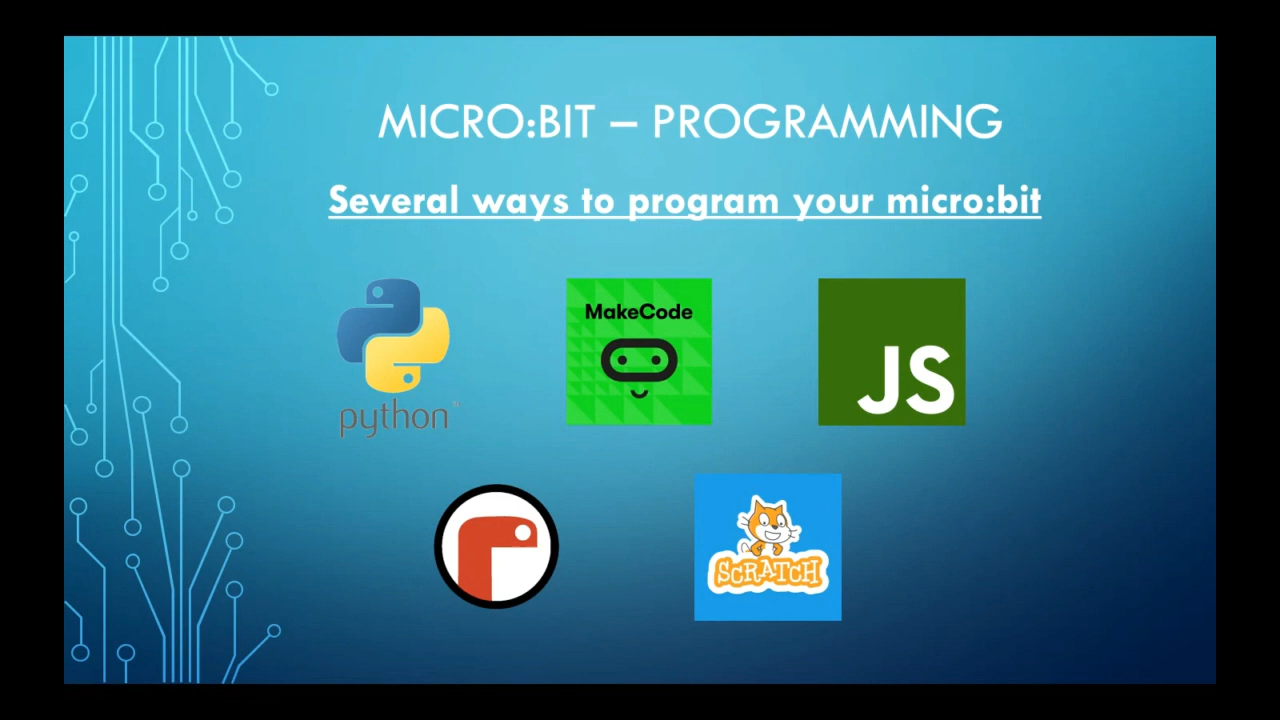 MICRO:BIT – PROGRAMMING
Several ways to program your micro:bit
MakeCode
JS
python
SCRATCH